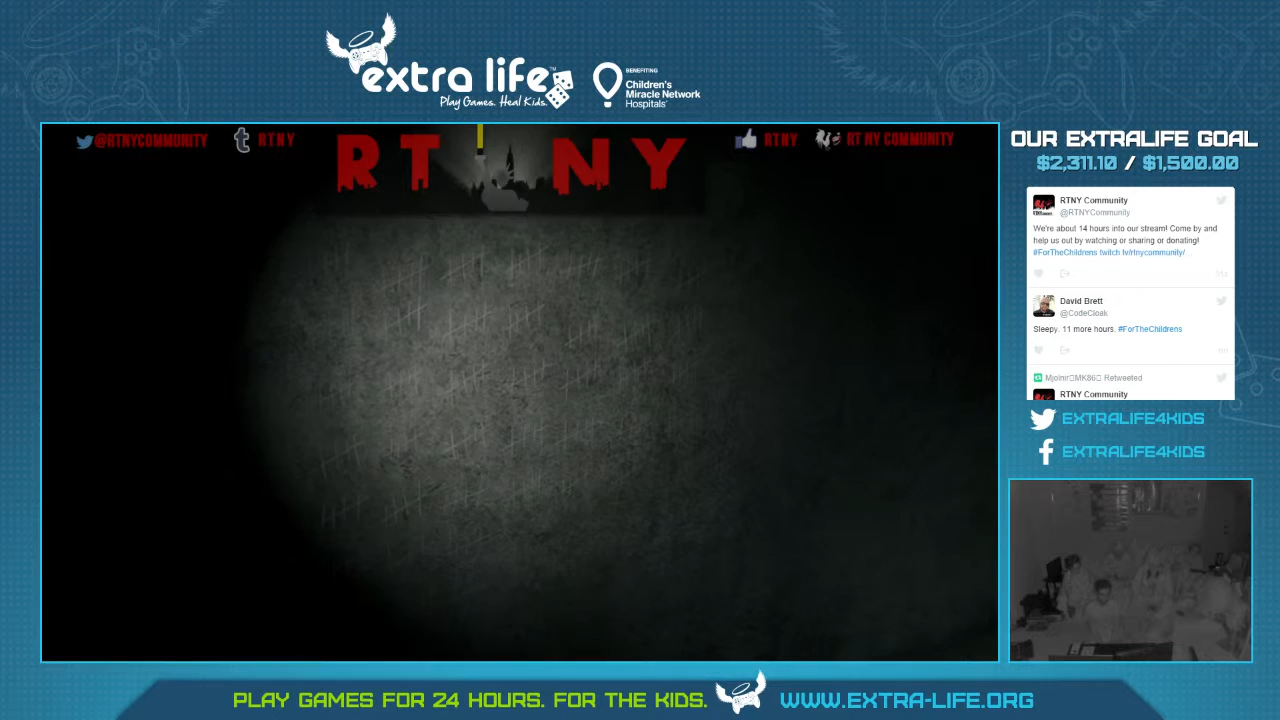 extra life™
Play Games. Heal Kids.
BENEFITING
Children's
Miracle Network
Hospitals
@RTNYCOMMUNITY
RTNY
RT NY
RTNY
RT NY COMMUNITY
OUR EXTRALIFE GOAL
$2,311.10 / $1,500.00
RTNY Community
@RTNYCommunity
We're about 14 hours into our stream! Come by and
help us out by watching or sharing or donating!
#ForTheChildrens twitch.tv/rtnycommunity/…
David Brett
@CodeCloak
Sleepy. 11 more hours. #ForTheChildrens
Retweeted
RTNY Community
EXTRALIFE4KIDS
EXTRALIFE4KIDS
PLAY GAMES FOR 24 HOURS. FOR THE KIDS.
WWW.EXTRA-LIFE.ORG